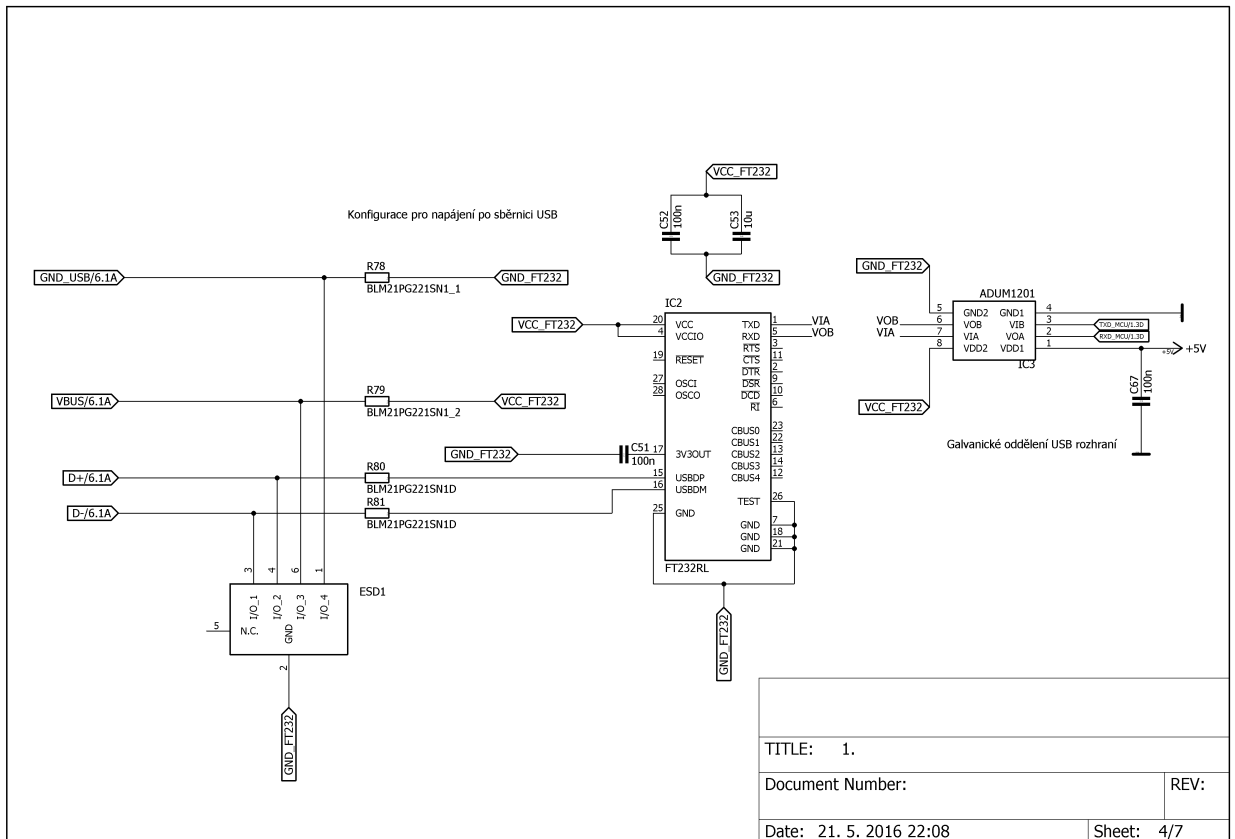 VCC_FT232
C52
100n
C53
10u
GND_FT232
Konfigurace pro napájení po sběrnici USB
GND_USB/6.1A
R78
BLM21PG221SN1_1
GND_FT232
VBUS/6.1A
R79
BLM21PG221SN1_2
VCC_FT232
D+/6.1A
R80
BLM21PG221SN1D
D-/6.1A
R81
BLM21PG221SN1D
ESD1
3
4
6
1
I/O_1
I/O_2
I/O_3
I/O_4
5
N.C.
GND
2
GND_FT232
IC2
VCC_FT232
20
VCC
4
VCCIO
19
RESET
27
OSCI
28
OSCO
GND_FT232
C51
100n
17
3V3OUT
15
USBDP
16
USBDM
25
GND
TXD
1
VIA
RXD
5
VOB
RTS
3
CTS
11
DTR
2
DSR
9
DCD
10
RI
6
CBUS0
23
CBUS1
22
CBUS2
13
CBUS3
14
CBUS4
12
TEST
26
GND
7
GND
18
GND
21
FT232RL
GND_FT232
GND_FT232
ADUM1201
5
GND2
GND1
4
VOB
6
VOB
VIB
3
TXD_MCU/1.3D
VIA
7
VIA
VOA
2
RXD_MCU/1.3D
8
VDD2
VDD1
1
+5V
+5V
IC3
VCC_FT232
C67
100n
Galvanické oddělení USB rozhraní
TITLE: 1.
Document Number:
REV:
Date: 21. 5. 2016 22:08
Sheet: 4/7